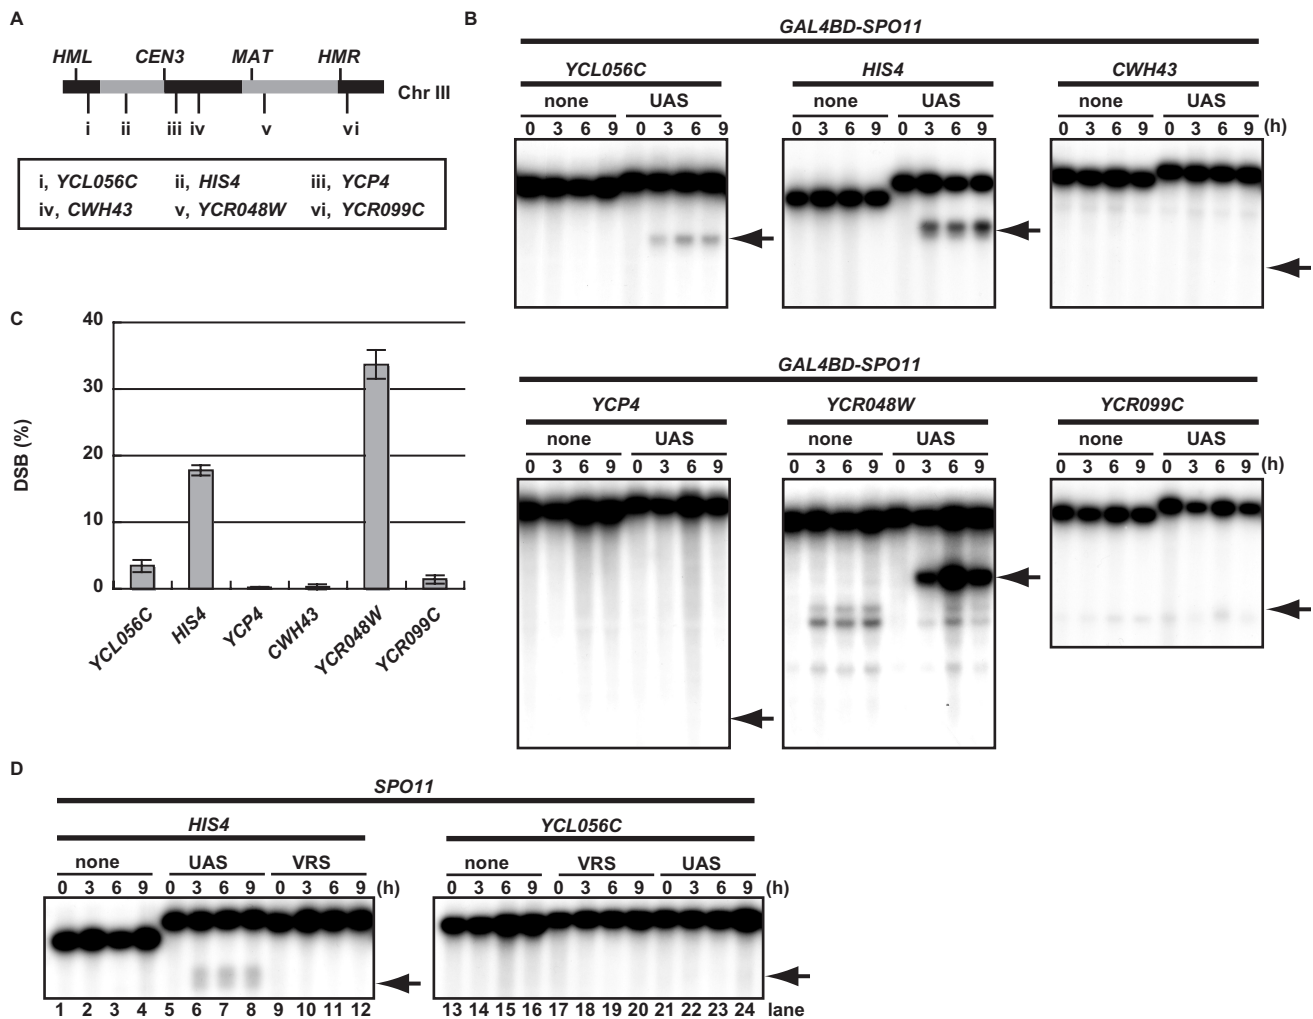 A
HML CEN3 MAT HMR
Chr III
i ii iii iv v vi
i, YCL056C ii, HIS4 iii, YCP4
iv, CWH43 v, YCR048W vi, YCR099C
B
GAL4BD-SPO11
YCL056C HIS4 CWH43
none UAS none UAS none UAS
0 3 6 9 0 3 6 9 0 3 6 9 0 3 6 9 0 3 6 9 0 3 6 9 (h)
GAL4BD-SPO11
YCP4 YCR048W YCR099C
none UAS none UAS none UAS
0 3 6 9 0 3 6 9 0 3 6 9 0 3 6 9 0 3 6 9 0 3 6 9 (h)
C
DSB (%)
40
30
20
10
0
YCL056C HIS4 YCP4 CWH43 YCR048W YCR099C
D
SPO11
HIS4 YCL056C
none UAS VRS none VRS UAS
0 3 6 9 0 3 6 9 0 3 6 9 (h) 0 3 6 9 0 3 6 9 0 3 6 9 (h)
1 2 3 4 5 6 7 8 9 10 11 12 13 14 15 16 17 18 19 20 21 22 23 24 lane